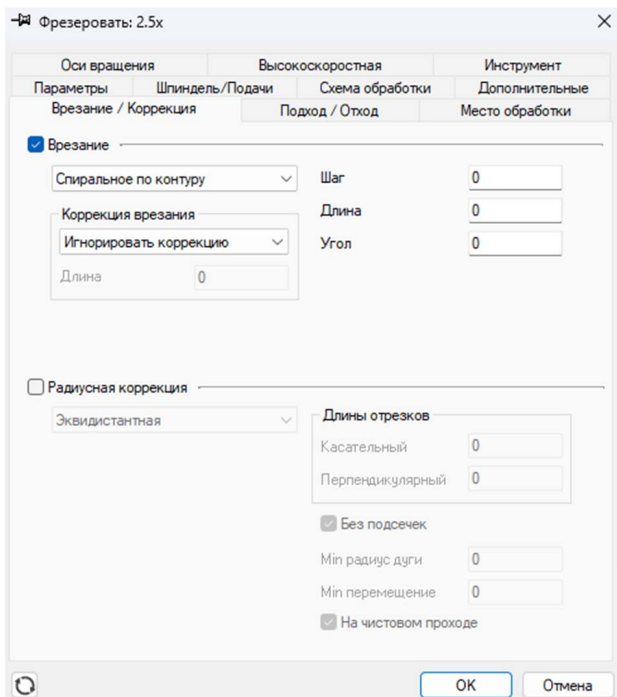 Фрезеровать: 2.5x
Оси вращения Высокоскоростная Инструмент
Параметры Шпиндель/Подачи Схема обработки Дополнительные
Врезание / Коррекция Подход / Отход Место обработки
Врезание
Спиральное по контуру Шаг 0
Коррекция врезания Длина 0
Игнорировать коррекцию Угол 0
Длина 0
Радиусная коррекция
Эквидистантная Длины отрезков
Касательный 0
Перпендикулярный 0
Без подсечек
Min радиус дуги 0
Min перемещение 0
На чистовом проходе
OK Отмена